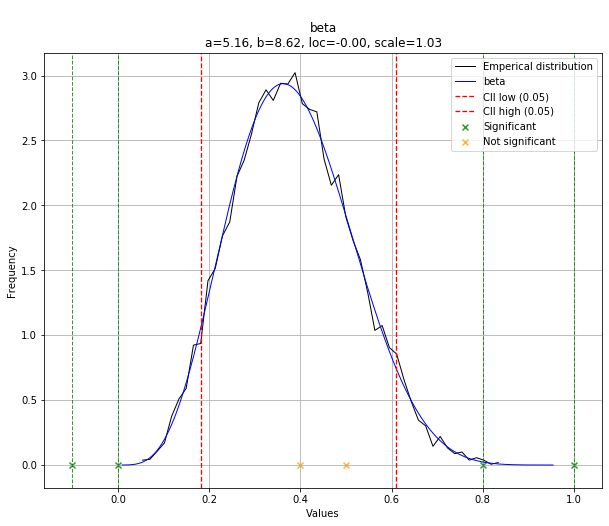 beta
a=5.16, b=8.62, loc=-0.00, scale=1.03
Emperical distribution
beta
CII low (0.05)
CII high (0.05)
Significant
Not significant
Frequency
3.0
2.5
2.0
1.5
1.0
0.5
0.0
0.0 0.2 0.4 0.6 0.8 1.0
Values